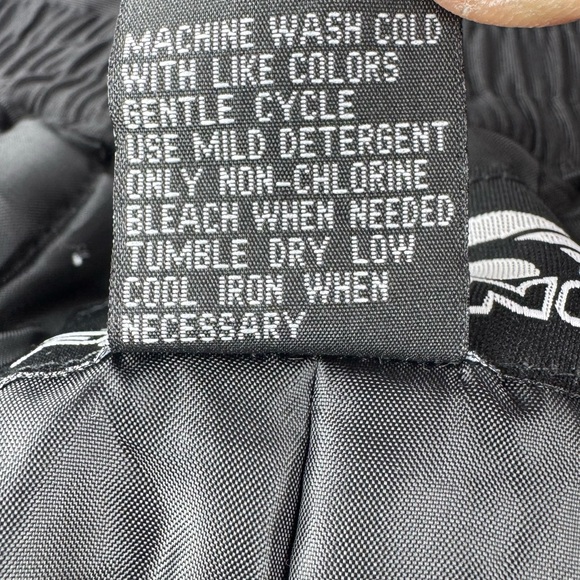 MACHINE WASH COLD
WITH LIKE COLORS
GENTLE CYCLE
USE MILD DETERGENT
ONLY NON-CHLORINE
BLEACH WHEN NEEDED
TUMBLE DRY LOW
COOL IRON WHEN
NECESSARY